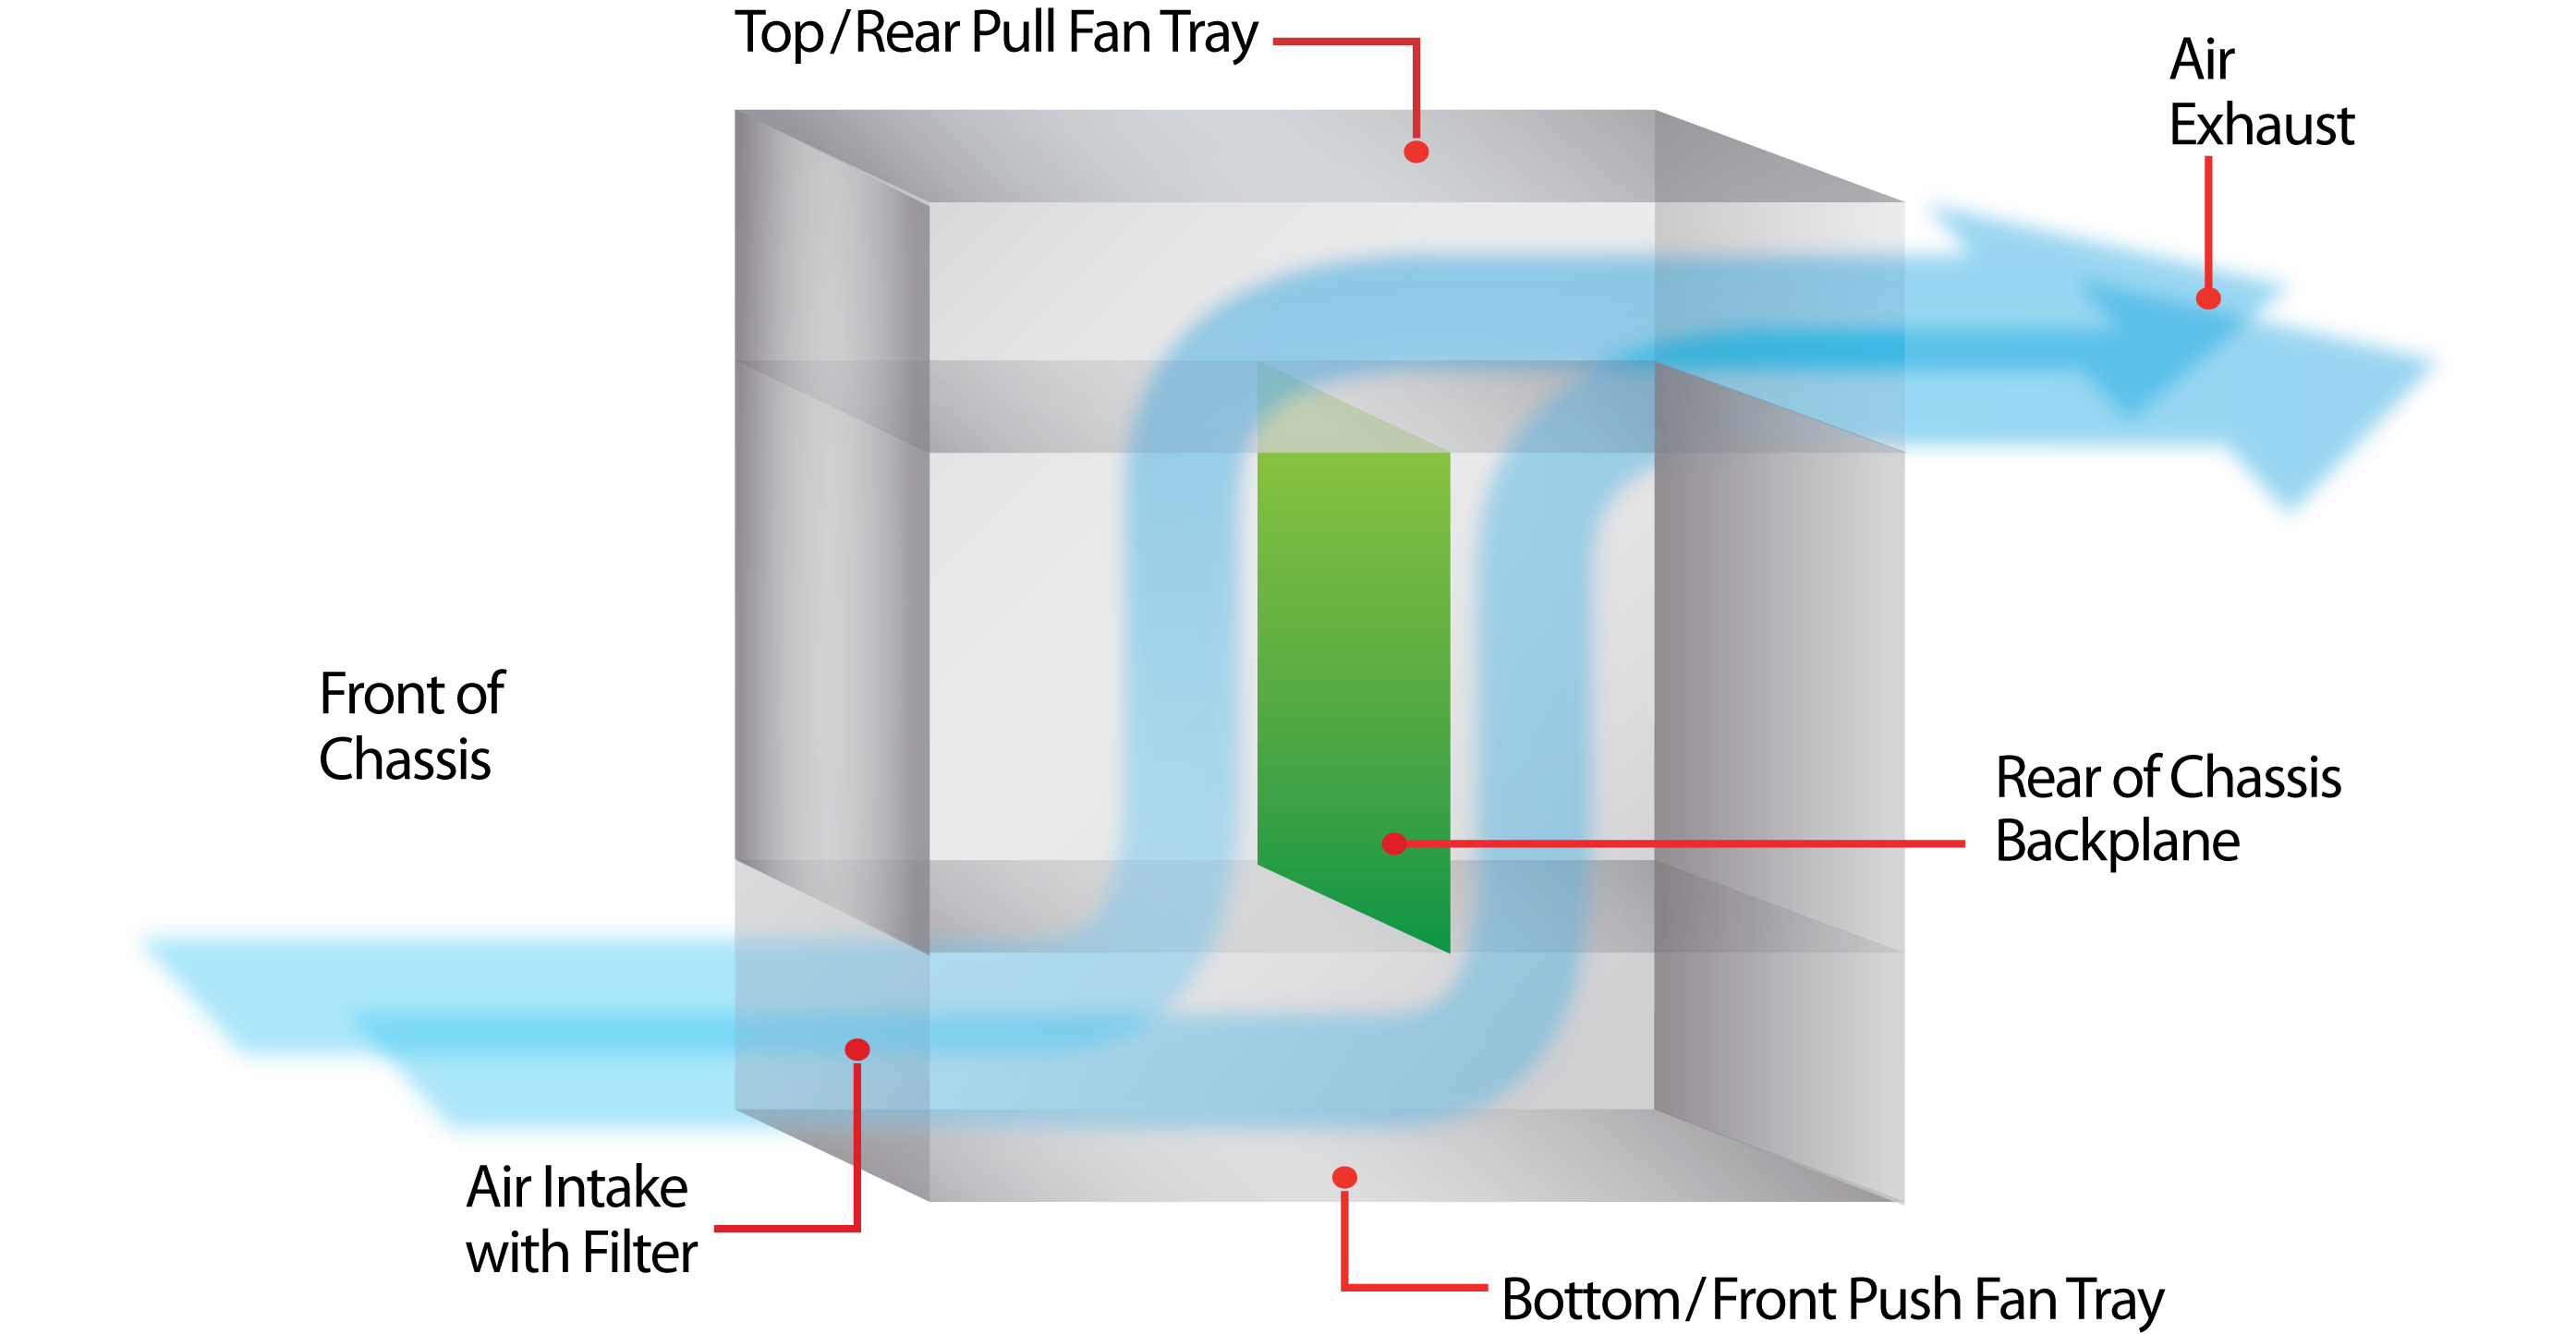 Top/Rear Pull Fan Tray
Air
Exhaust
Front of
Chassis
Rear of Chassis
Backplane
Air Intake
with Filter
Bottom/Front Push Fan Tray